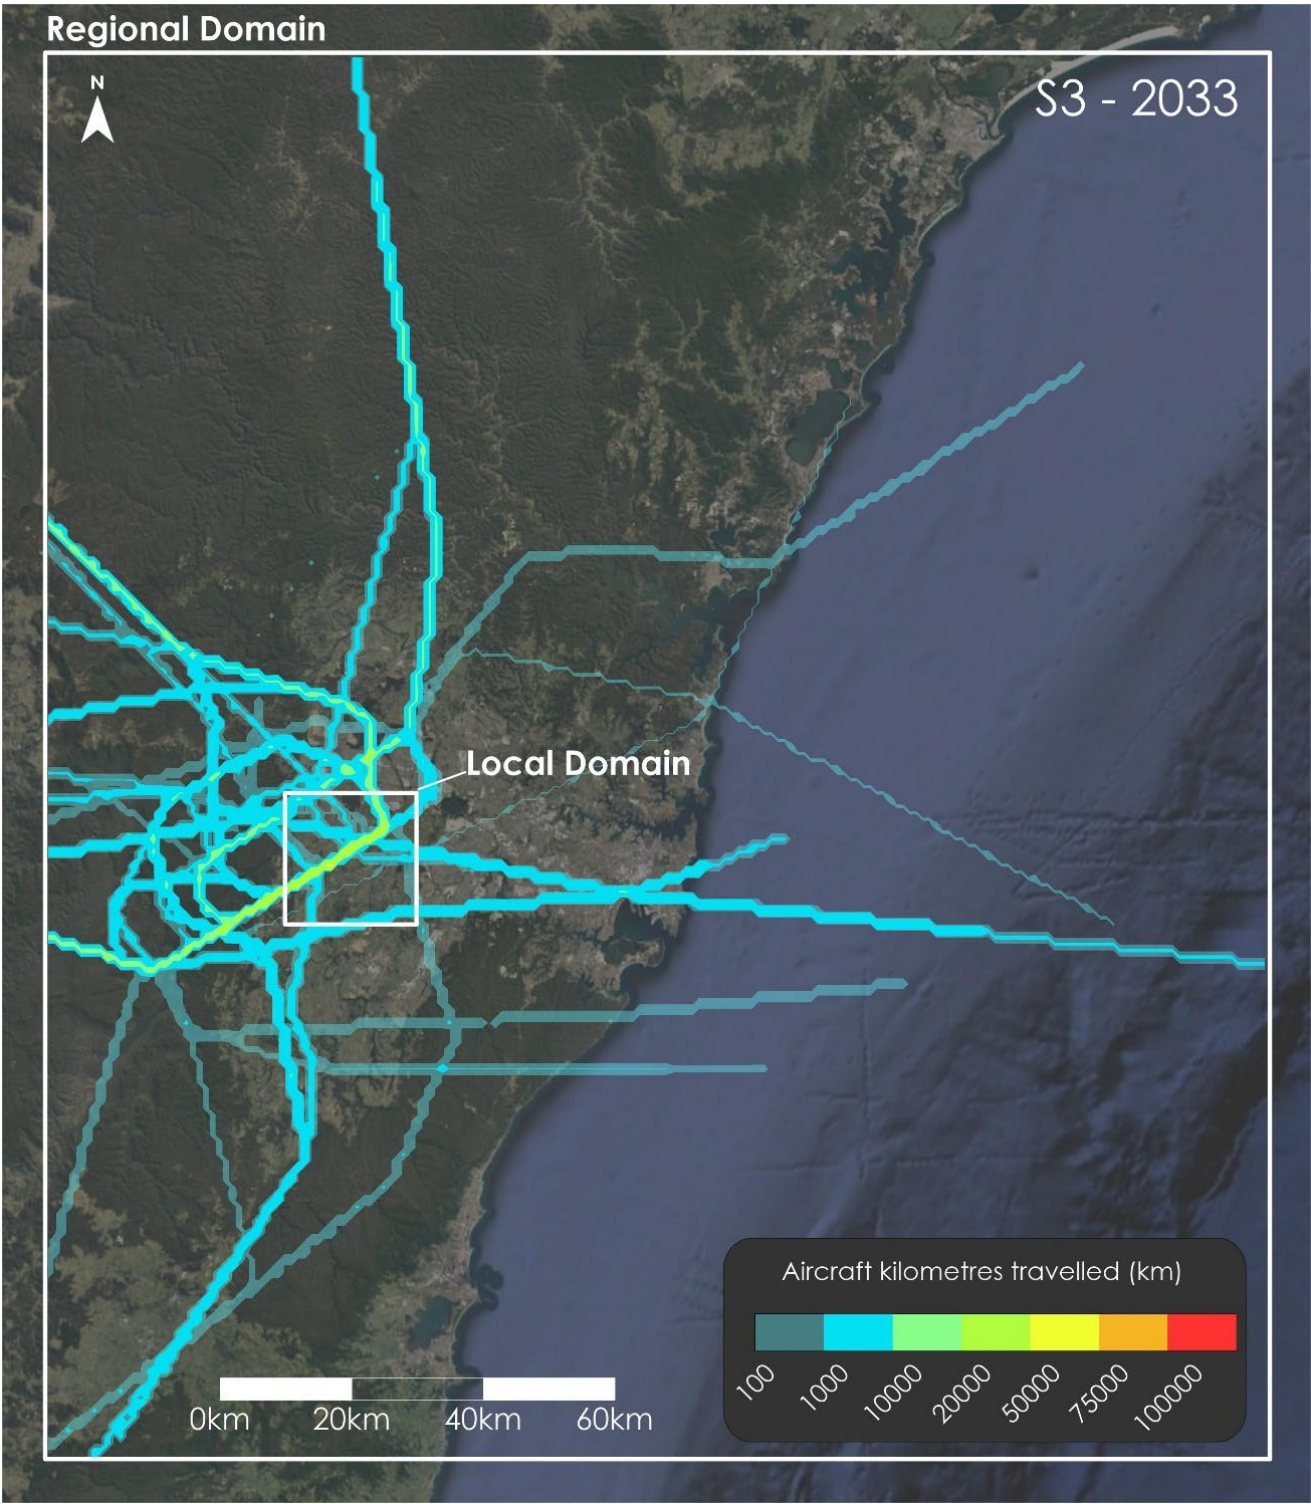 Regional Domain
N
S3 - 2033
Local Domain
Aircraft kilometres travelled (km)
100
1000
10000
20000
50000
75000
100000
0km
20km
40km
60km